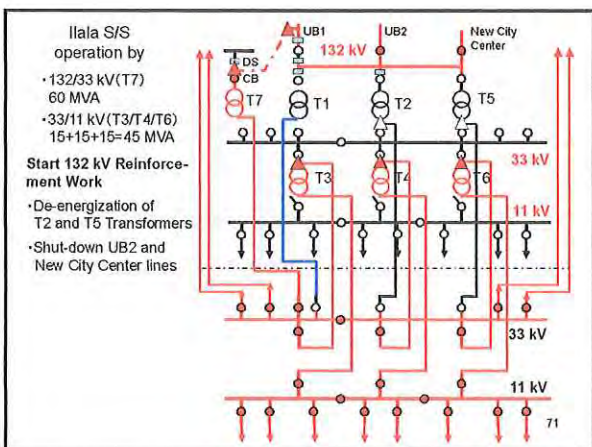 Ilala S/S
operation by
・132/33 kV(T7)
60 MVA
・33/11 kV(T3/T4/T6)
15+15+15=45 MVA
Start 132 kV Reinforce-
ment Work
・De-energization of
T2 and T5 Transformers
・Shut-down UB2 and
New City Center lines
UB1
UB2
New City
Center
132 kV
DS
CB
T7
T1
T2
T5
33 kV
T3
T4
T6
11 kV
33 kV
11 kV
71